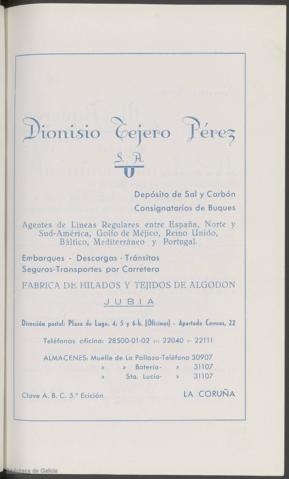 Dionisio Tejero Pérez
S. A.
Depósito de Sal y Carbón
Consignatarios de Buques
Agentes de Líneas Regulares entre España, Norte y
Sud-América, Golfo de Méjico, Reino Unido,
Báltico, Mediterráneo y Portugal.
Embarques - Descargas - Tránsitos
Seguros-Transportes por Carretera
FABRICA DE HILADOS Y TEJIDOS DE ALGODON
JUBIA
Dirección postal: Plaza de Lugo, 4, 5 y 6-b. (Oficinas) - Apartado Correos, 22
Teléfonos oficina: 28500-01-02 22040 22111
ALMACENES: Muelle de La Pallaza-Teléfono 30907
» » Batería- » 31107
» Sta. Lucía- » 31107
Clave A. B. C. 5.ª Edición LA CORUÑA
Biblioteca de Galicia